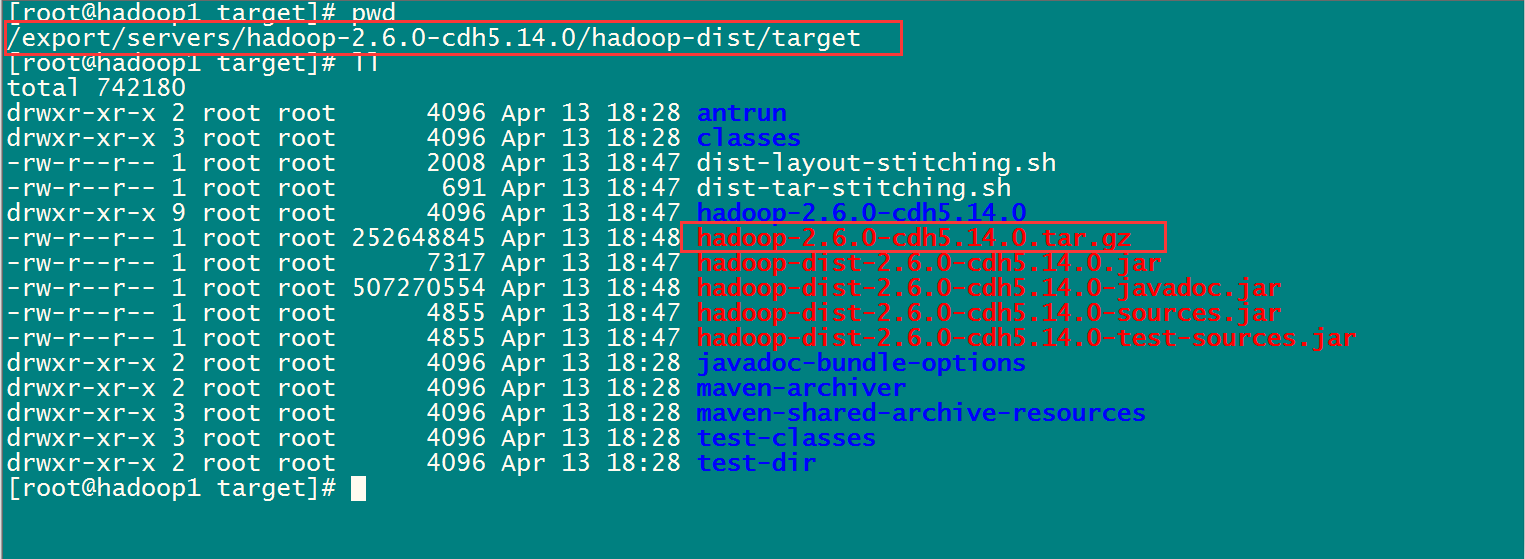 [root@hadoop1 target]# pwd
/export/servers/hadoop-2.6.0-cdh5.14.0/hadoop-dist/target
[root@hadoop1 target]# ll
total 742180
drwxr-xr-x 2 root root      4096 Apr 13 18:28 antrun
drwxr-xr-x 3 root root      4096 Apr 13 18:28 classes
-rw-r--r-- 1 root root      2008 Apr 13 18:47 dist-layout-stitching.sh
-rw-r--r-- 1 root root       691 Apr 13 18:47 dist-tar-stitching.sh
drwxr-xr-x 9 root root      4096 Apr 13 18:47 hadoop-2.6.0-cdh5.14.0
-rw-r--r-- 1 root root 252648845 Apr 13 18:48 hadoop-2.6.0-cdh5.14.0.tar.gz
-rw-r--r-- 1 root root      7317 Apr 13 18:47 hadoop-dist-2.6.0-cdh5.14.0.jar
-rw-r--r-- 1 root root 507270554 Apr 13 18:48 hadoop-dist-2.6.0-cdh5.14.0-javadoc.jar
-rw-r--r-- 1 root root      4855 Apr 13 18:47 hadoop-dist-2.6.0-cdh5.14.0-sources.jar
-rw-r--r-- 1 root root      4855 Apr 13 18:47 hadoop-dist-2.6.0-cdh5.14.0-test-sources.jar
drwxr-xr-x 2 root root      4096 Apr 13 18:28 javadoc-bundle-options
drwxr-xr-x 2 root root      4096 Apr 13 18:28 maven-archiver
drwxr-xr-x 3 root root      4096 Apr 13 18:28 maven-shared-archive-resources
drwxr-xr-x 3 root root      4096 Apr 13 18:28 test-classes
drwxr-xr-x 2 root root      4096 Apr 13 18:28 test-dir
[root@hadoop1 target]#